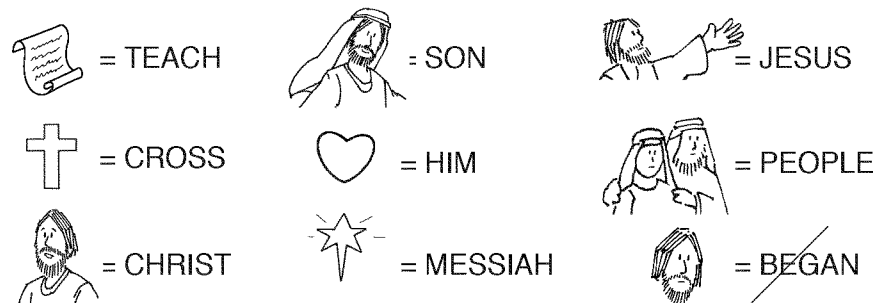 = TEACH = SON = JESUS
= CROSS = HIM = PEOPLE
= CHRIST = MESSIAH = BEGAN